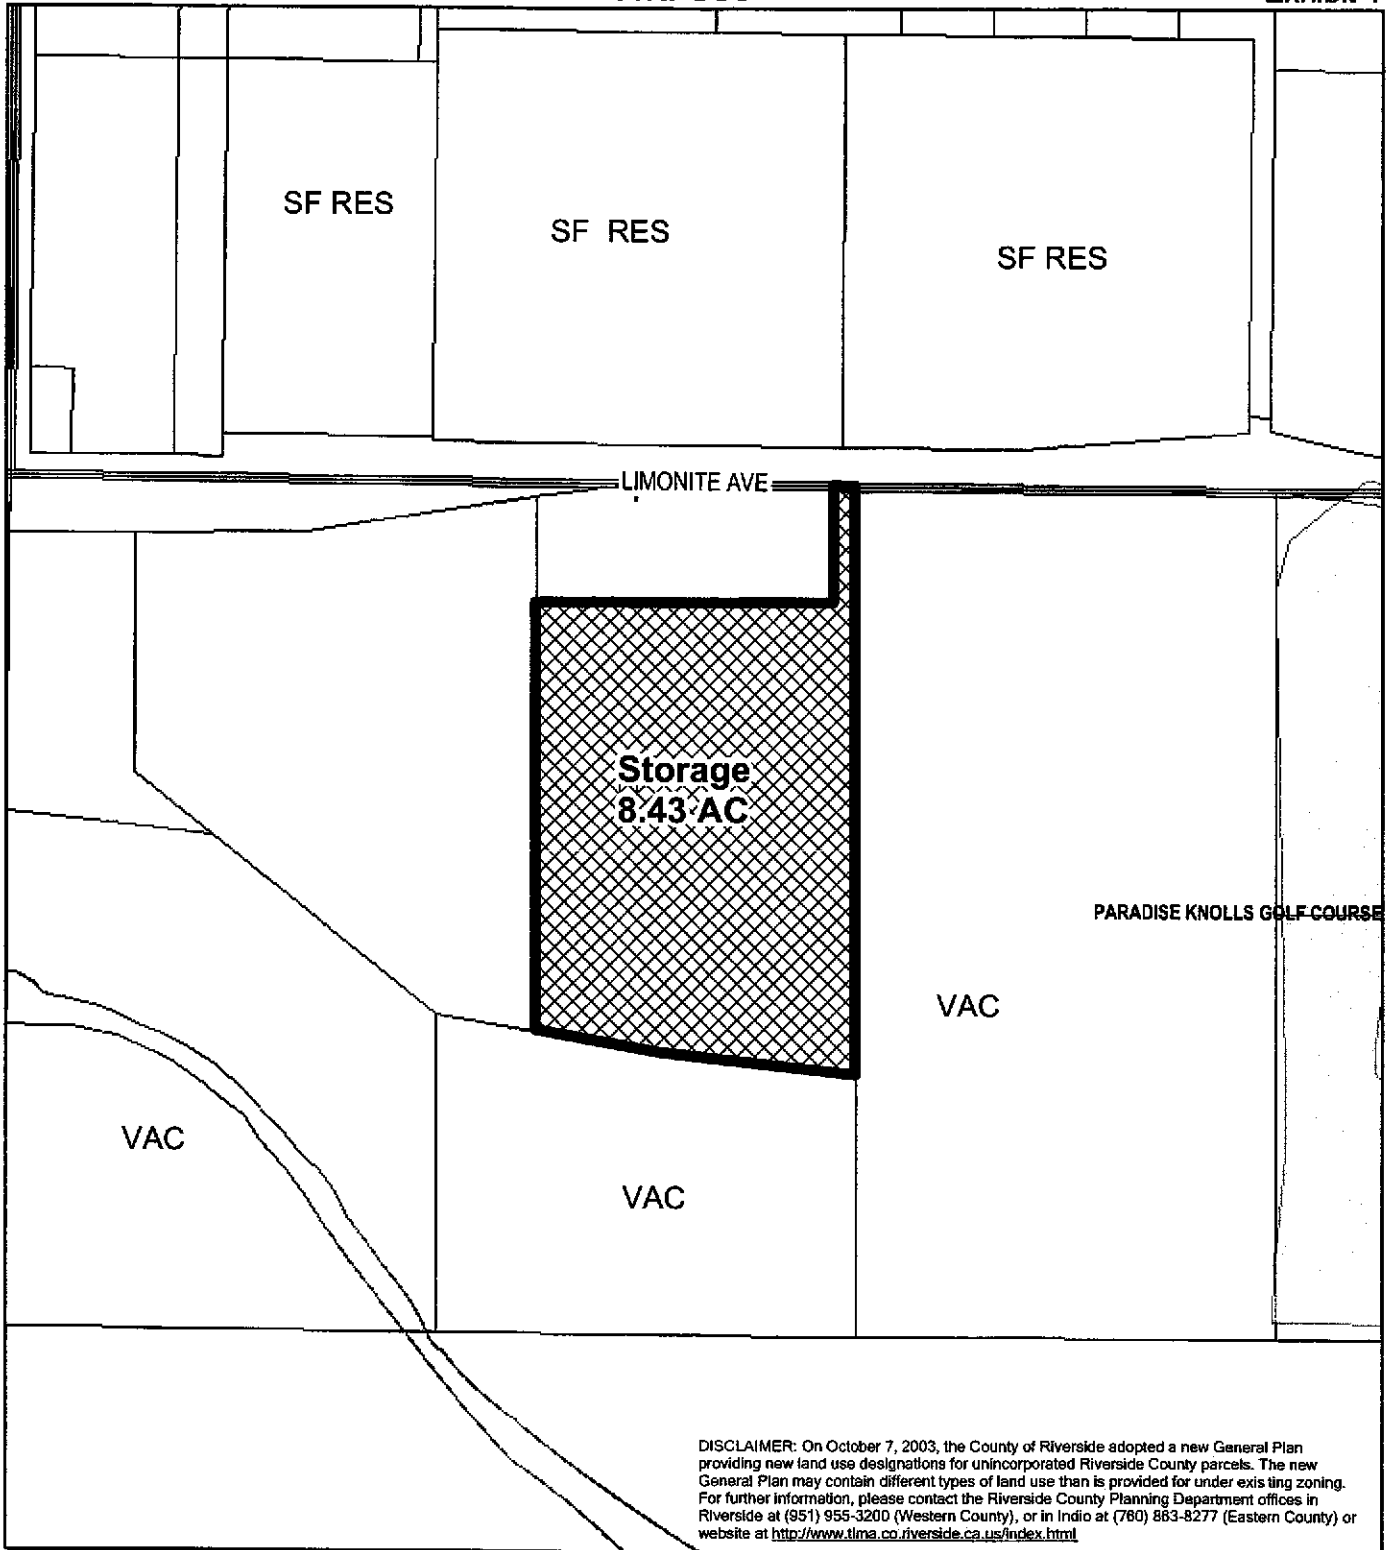 SF RES
SF RES
SF RES
LIMONITE AVE
Storage
8.43 AC
PARADISE KNOLLS GOLF COURSE
VAC
VAC
VAC
DISCLAIMER: On October 7, 2003, the County of Riverside adopted a new General Plan
providing new land use designations for unincorporated Riverside County parcels. The new
General Plan may contain different types of land use than is provided for under existing zoning.
For further information, please contact the Riverside County Planning Department offices in
Riverside at (951) 955-3200 (Western County), or in Indio at (760) 863-8277 (Eastern County) or
website at http://www.tlma.co.riverside.ca.us/index.html